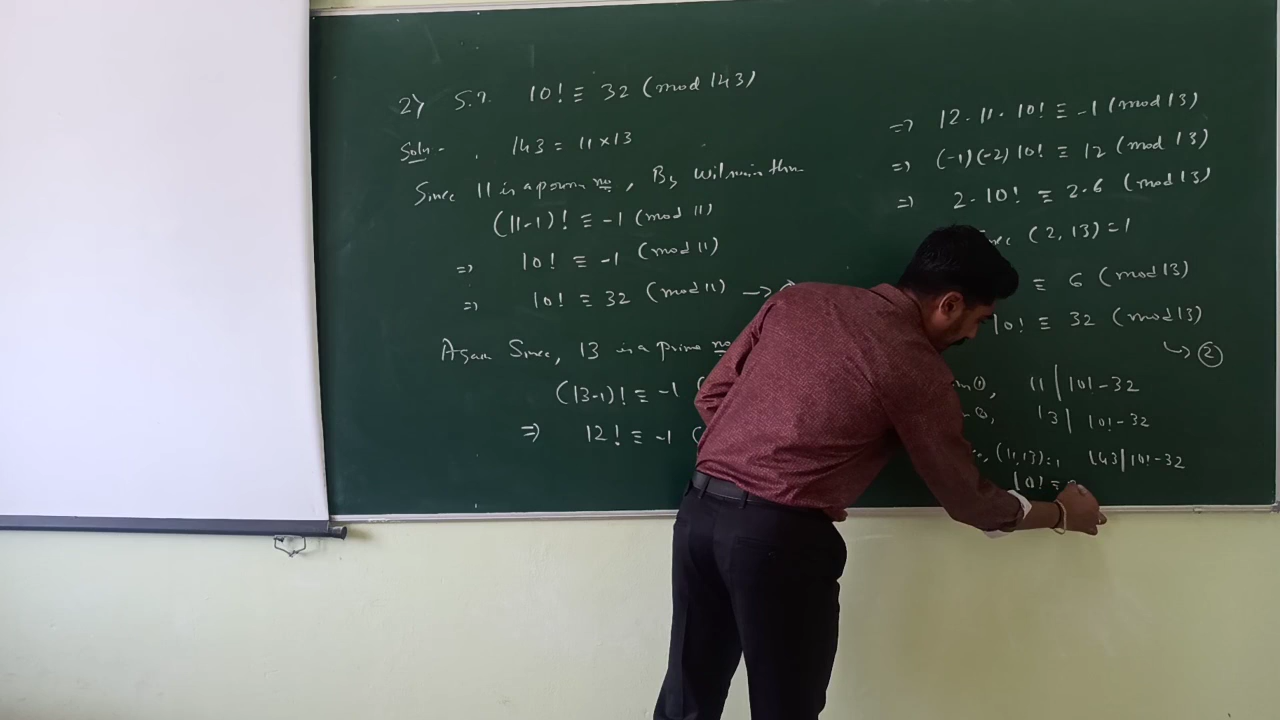 2) S.T. 10! ≡ 32 (mod 143)
Soln - , 143 = 11 × 13
Since 11 is a prime no, By Wilson's thm
(11-1)! ≡ -1 (mod 11)
=> 10! ≡ -1 (mod 11)
=> 10! ≡ 32 (mod 11) →
Again Since, 13 is a prime no
(13-1)! ≡ -1 (
=> 12! ≡ -1 (
=> 12. 11. 10! ≡ -1 (mod 13)
=> (-1)(-2) 10! ≡ 12 (mod 13)
=> 2. 10! ≡ 2.6 (mod 13)
(2, 13) = 1
≡ 6 (mod 13)
10! ≡ 32 (mod 13)
↳ ②
①, 11 | 10! - 32
13 | 10! - 32
, (11, 13) = 1 143 | 10! - 32
10! ≡